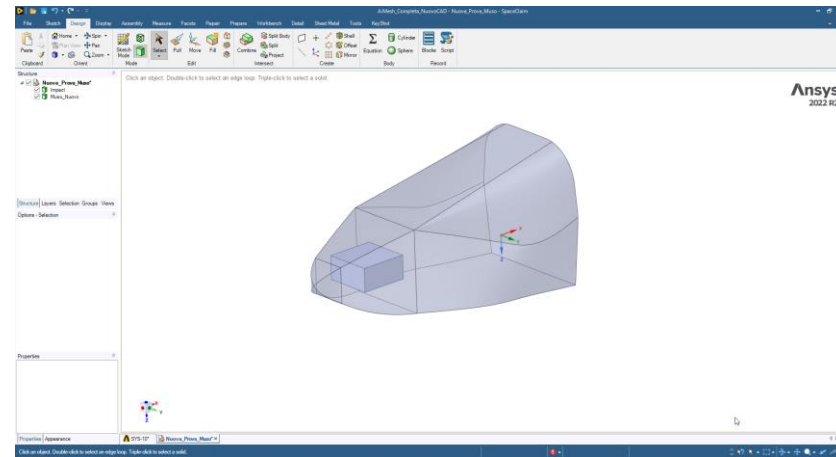 A:Mesh_Completa_NuovoCAD - Nuova_Prova_Muso - SpaceClaim
File Sketch Design Display Assembly Measure Facets Repair Prepare Workbench Detail Sheet Metal Tools KeyShot
Home Spin
Plan View Pan
Zoom
Paste
Sketch Mode
Select Pull Move Fill
Combine
Split Body
Split
Project
Shell
Offset
Mirror
Equation
Cylinder
Sphere
Blocks Script
Clipboard Orient Mode Edit Intersect Create Body Record
Structure
Nuova_Prova_Muso*
Impact
Muso_Nuovo
Click an object. Double-click to select an edge loop. Triple-click to select a solid.
Ansys
2022 R2
X
Y
Z
Structure Layers Selection Groups Views
Options - Selection
Properties
Properties Appearance
Nuova_Prova_Muso*
Click an object. Double-click to select an edge loop. Triple-click to select a solid.